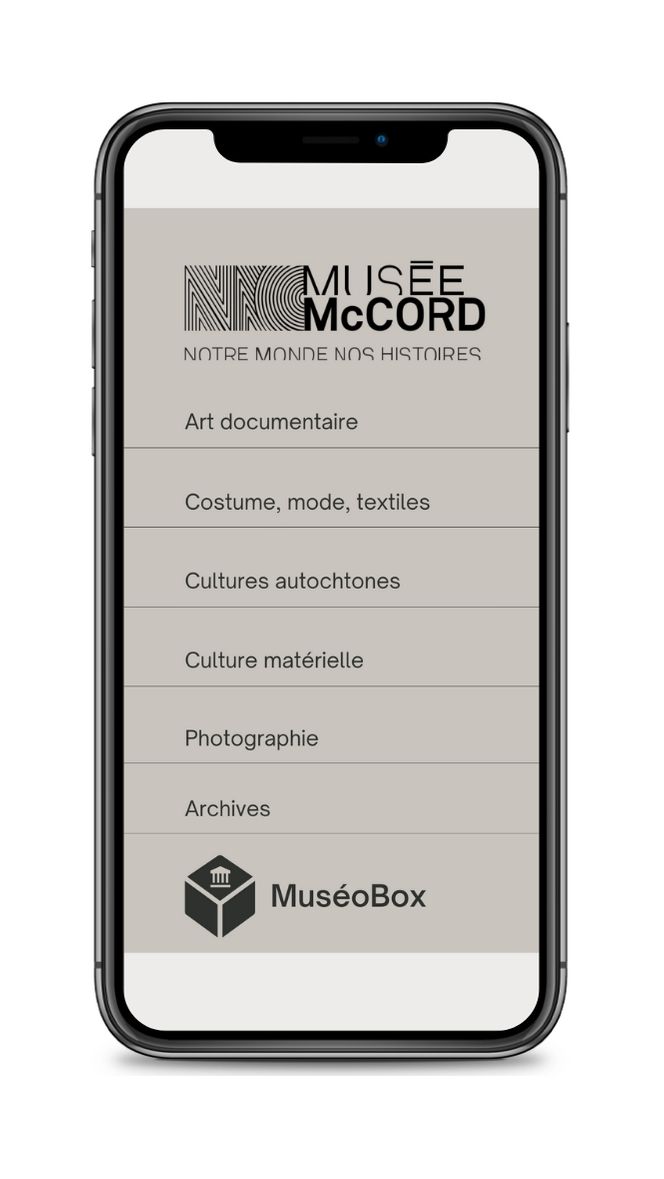 MUSÉE
McCORD
NOTRE MONDE NOS HISTOIRES
Art documentaire
Costume, mode, textiles
Cultures autochtones
Culture matérielle
Photographie
Archives
MuséoBox